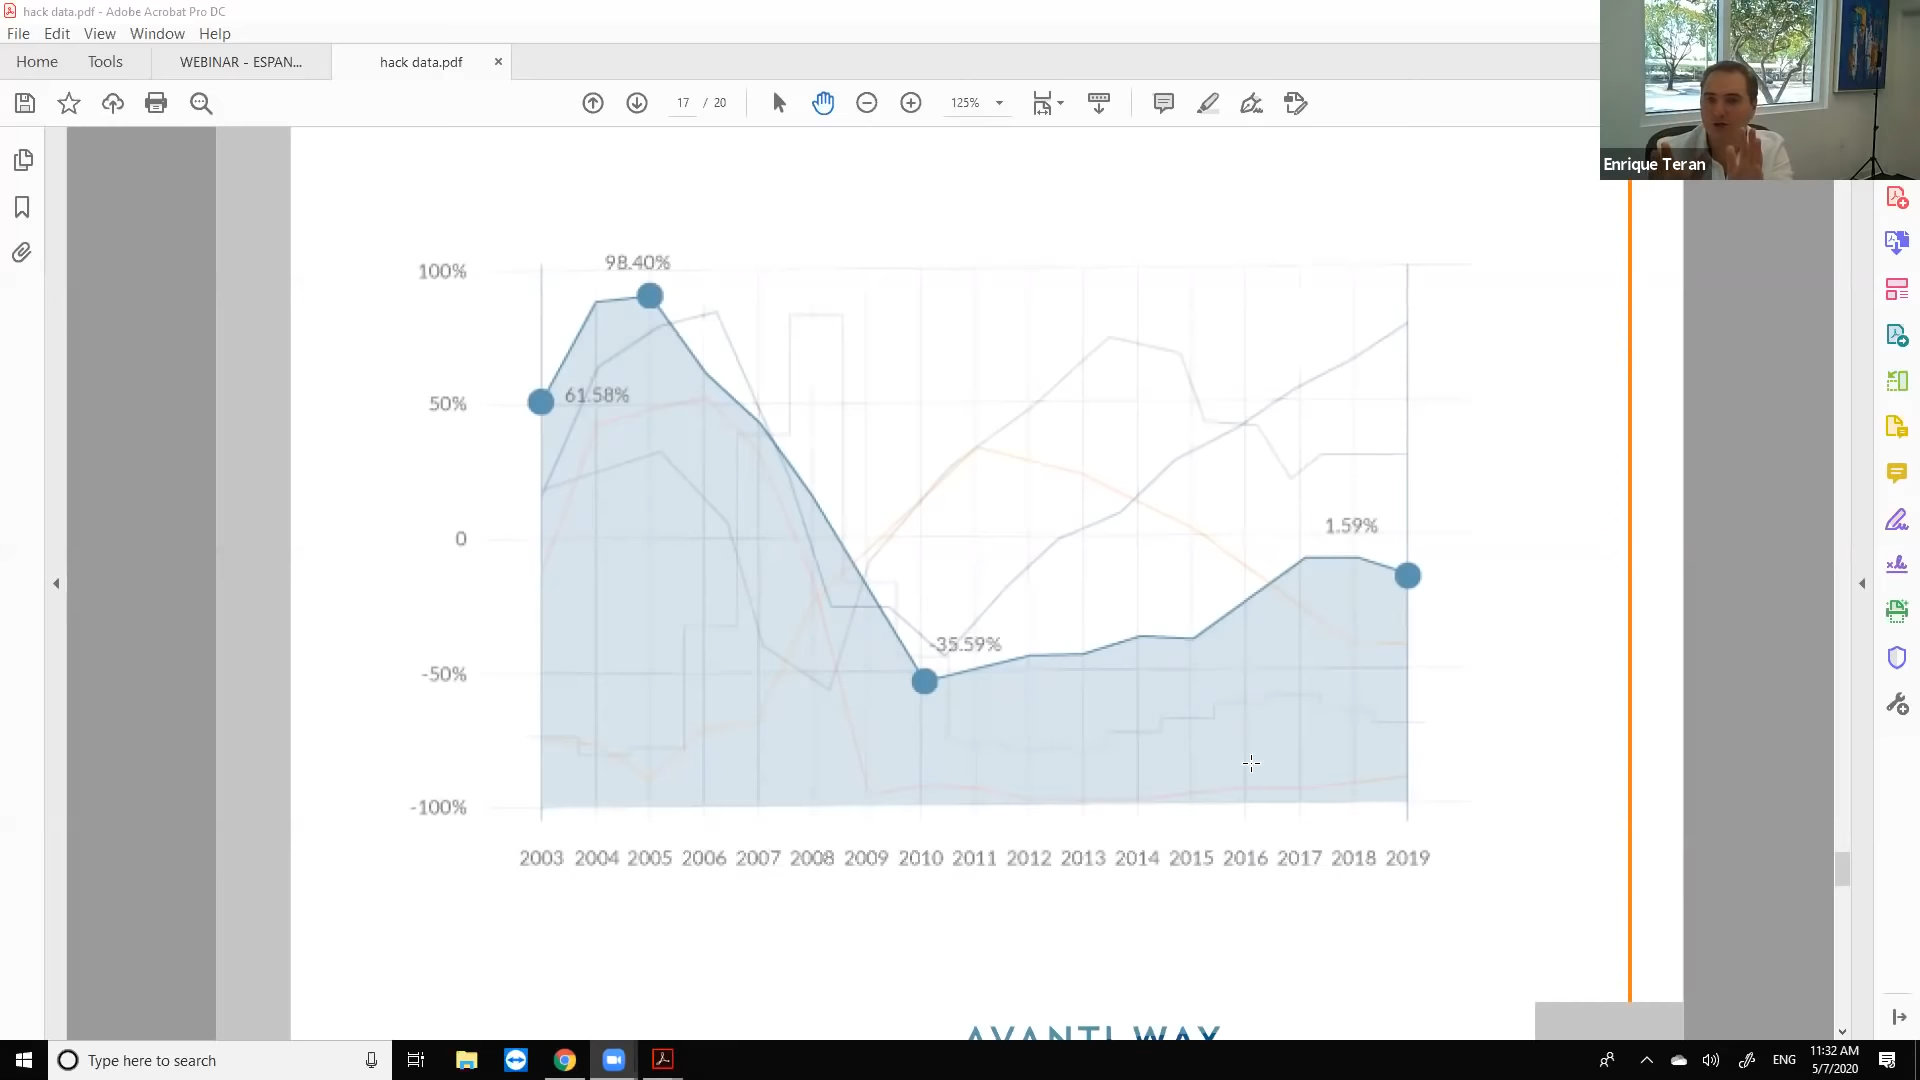 hack data.pdf - Adobe Acrobat Pro DC
File Edit View Window Help
Home Tools WEBINAR - ESPAN... hack data.pdf ×
17 / 20 125%
Enrique Teran
98.40%
100%
61.58%
50%
1.59%
0
-35.59%
-50%
-100%
2003 2004 2005 2006 2007 2008 2009 2010 2011 2012 2013 2014 2015 2016 2017 2018 2019
AVANTI WAY
Type here to search
ENG
11:32 AM
5/7/2020